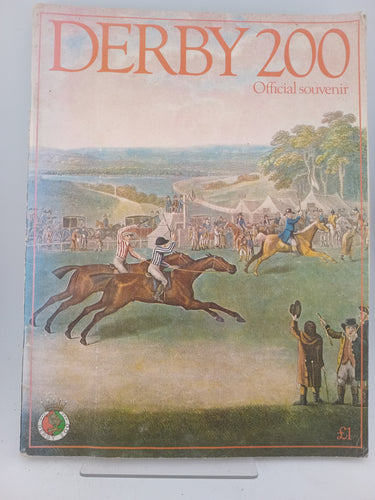 DERBY 200
Official souvenir
£1